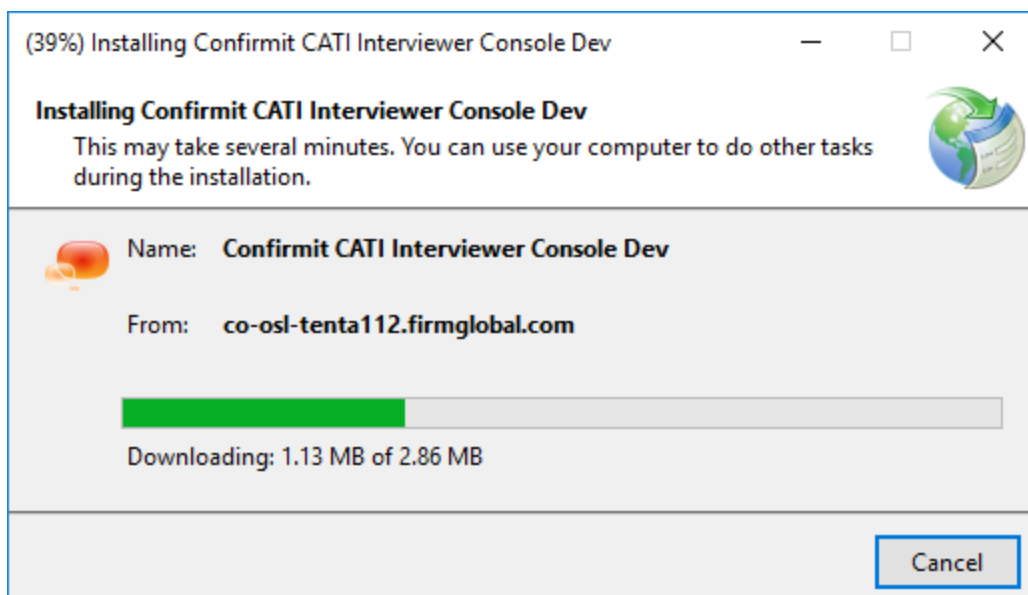 (39%) Installing Confirmit CATI Interviewer Console Dev
Installing Confirmit CATI Interviewer Console Dev
This may take several minutes. You can use your computer to do other tasks
during the installation.
Name: Confirmit CATI Interviewer Console Dev
From: co-osl-tenta112.firmglobal.com
Downloading: 1.13 MB of 2.86 MB
Cancel